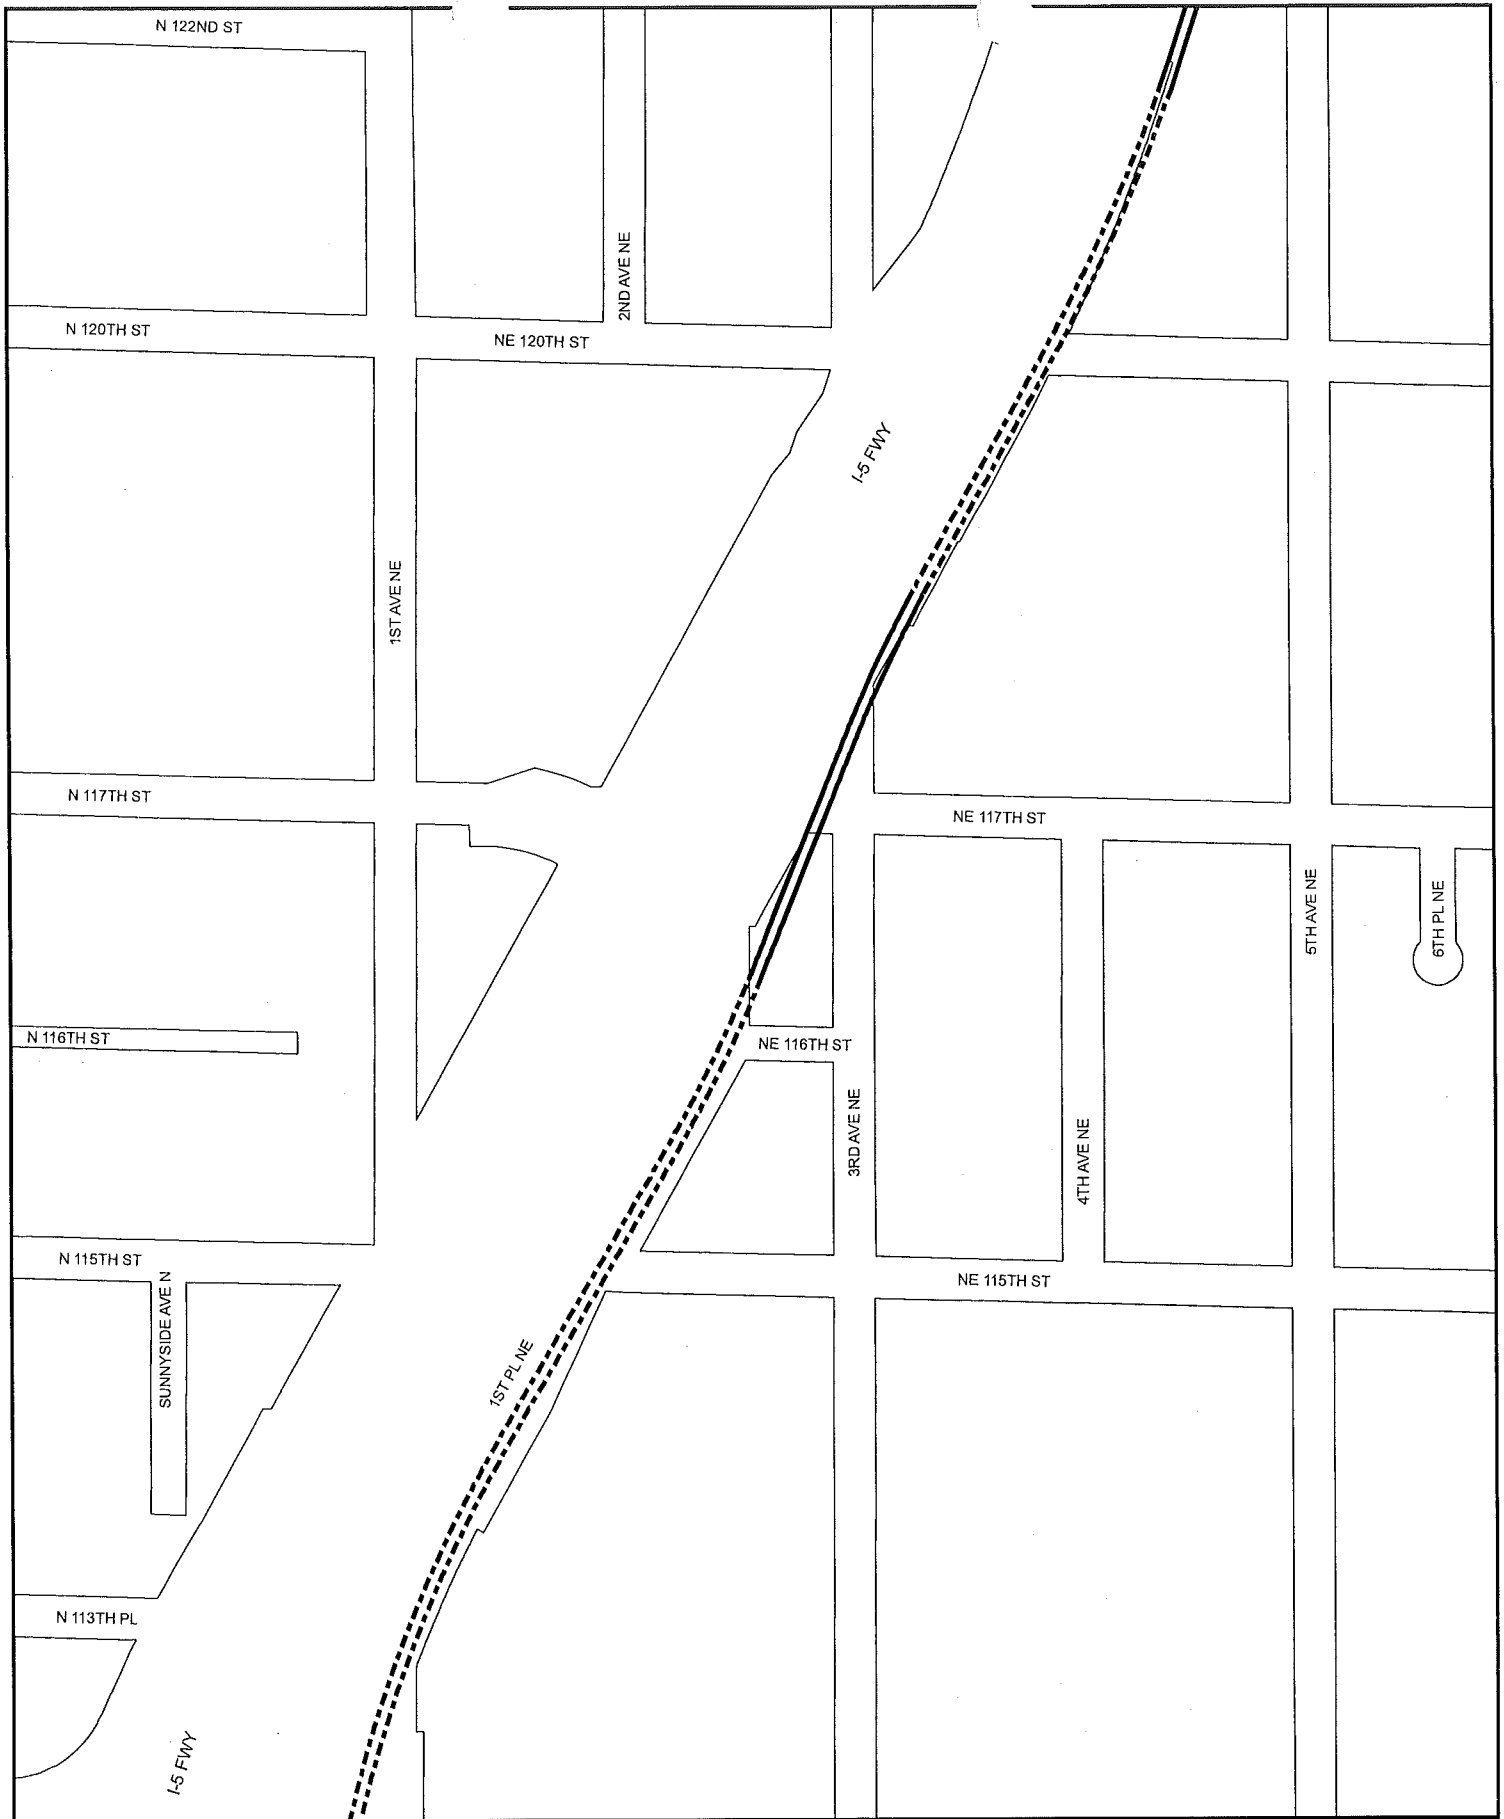 N 122ND ST
2ND AVE NE
N 120TH ST
NE 120TH ST
I-5 FWY
1ST AVE NE
N 117TH ST
NE 117TH ST
5TH AVE NE
6TH PL NE
N 116TH ST
NE 116TH ST
3RD AVE NE
4TH AVE NE
N 115TH ST
NE 115TH ST
SUNNYSIDE AVE N
1ST PL NE
N 113TH PL
I-5 FWY